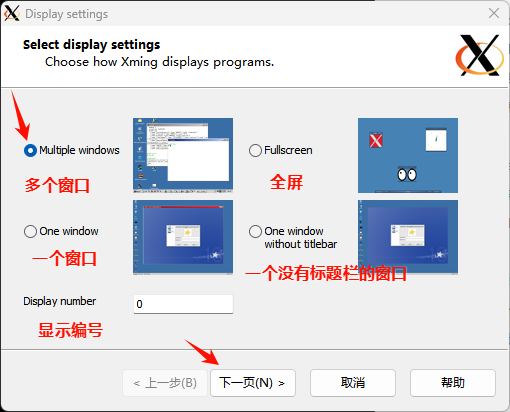 Display settings
Select display settings
Choose how Xming displays programs.
Multiple windows
多个窗口
Fullscreen
全屏
One window
一个窗口
One window
without titlebar
一个没有标题栏的窗口
Display number
0
显示编号
< 上一步(B)
下一页(N) >
取消
帮助